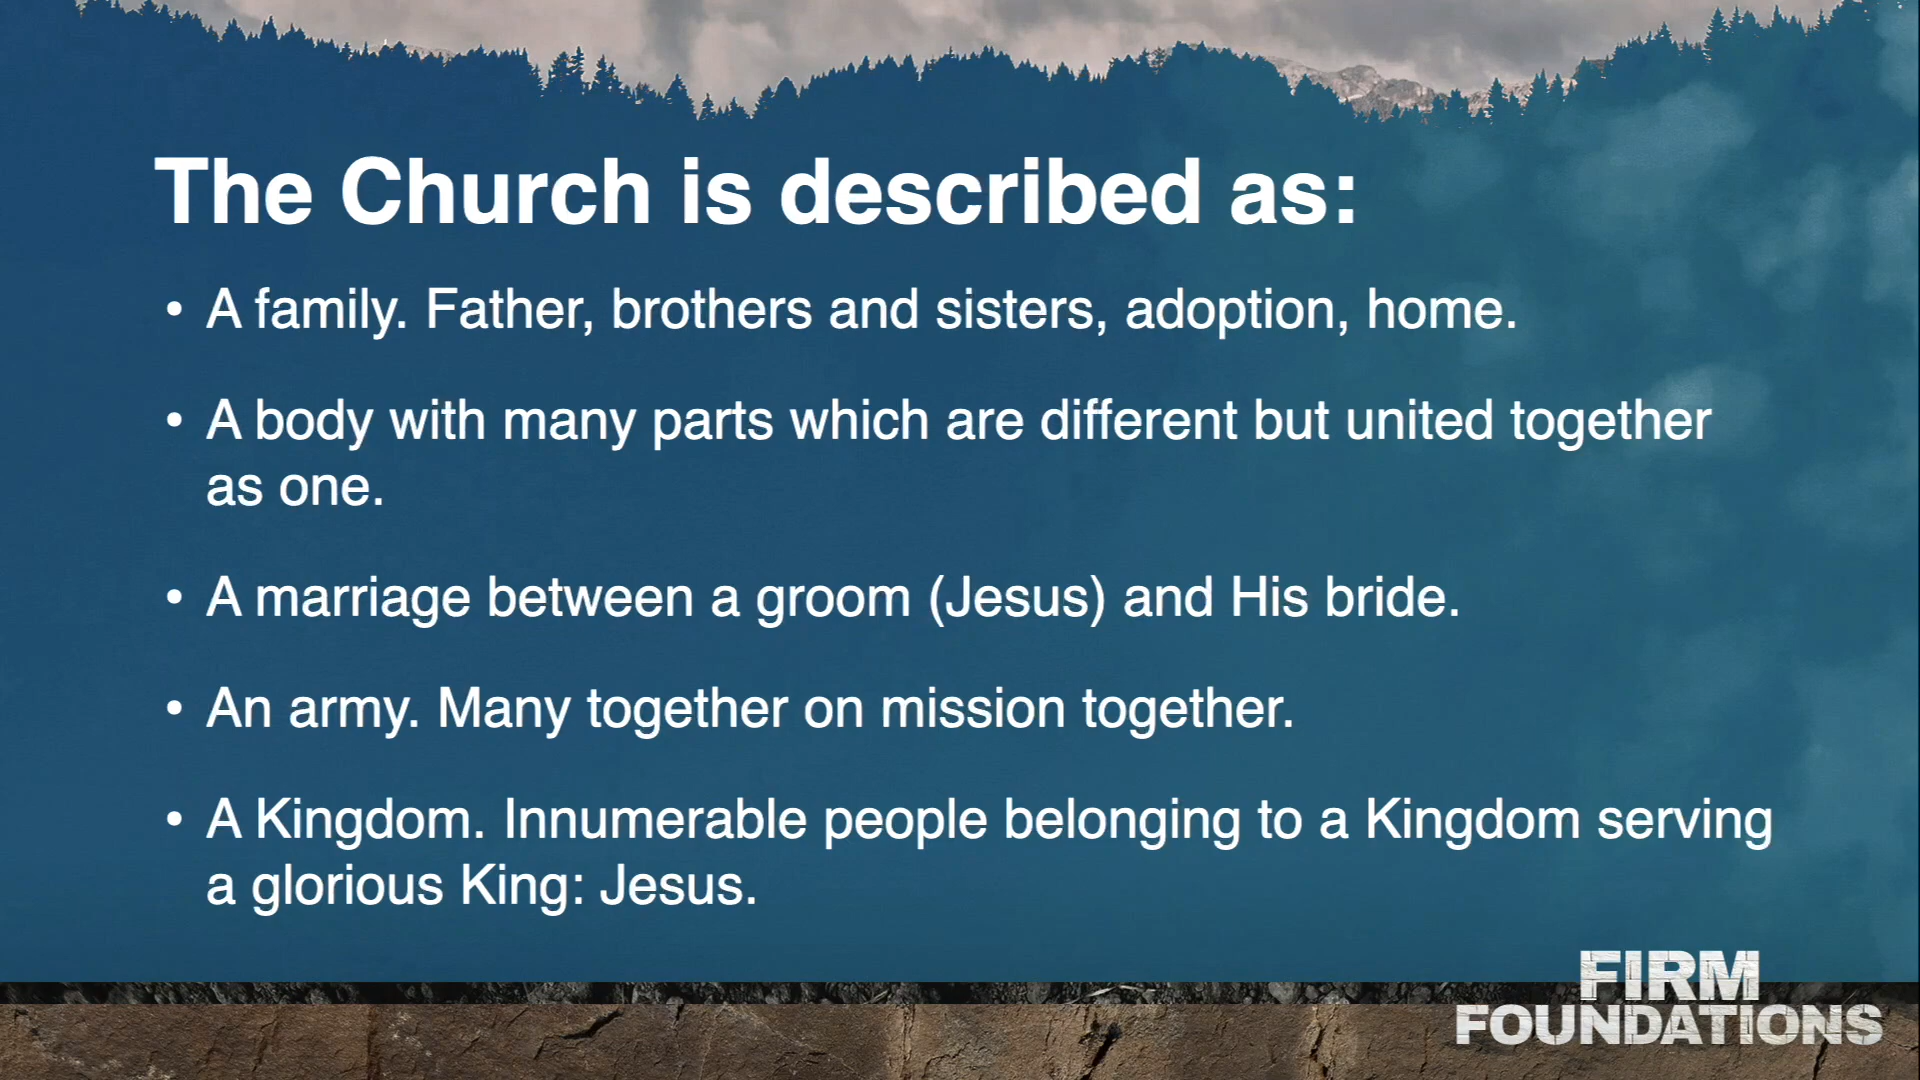 The Church is described as:
• A family. Father, brothers and sisters, adoption, home.
• A body with many parts which are different but united together
as one.
• A marriage between a groom (Jesus) and His bride.
• An army. Many together on mission together.
• A Kingdom. Innumerable people belonging to a Kingdom serving
a glorious King: Jesus.
FIRM
FOUNDATIONS